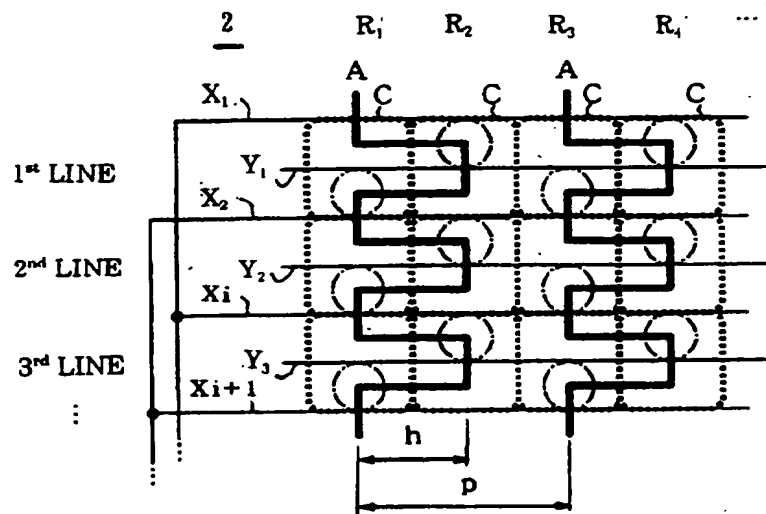 2 R₁ R₂ R₃ R₄ ...
A A
X₁ C C C C
1st LINE Y₁
X₂
2nd LINE Y₂
Xi
3rd LINE Y₃
Xi+1
⋮
h
p